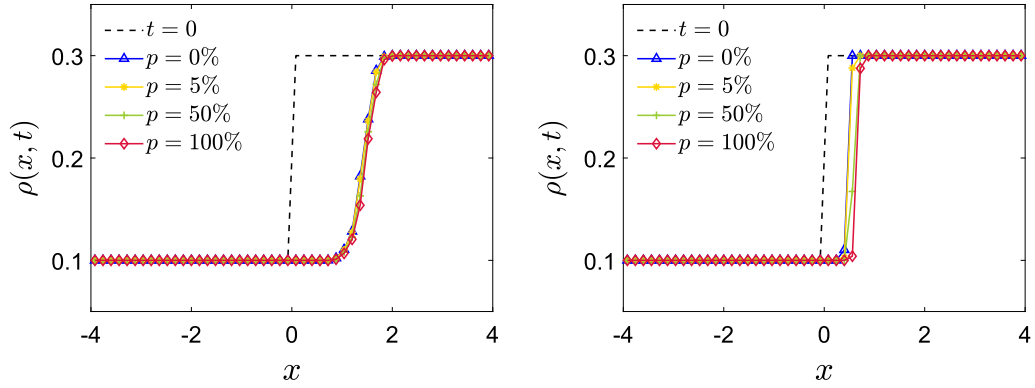 t = 0
p = 0%
p = 5%
p = 50%
p = 100%
0.3
0.2
0.1
ρ(x, t)
-4 -2 0 2 4
x
t = 0
p = 0%
p = 5%
p = 50%
p = 100%
0.3
0.2
0.1
ρ(x, t)
-4 -2 0 2 4
x